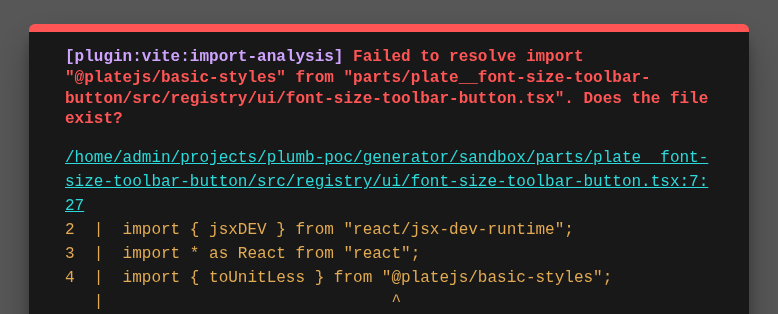 [plugin:vite:import-analysis] Failed to resolve import
"@platejs/basic-styles" from "parts/plate__font-size-toolbar-
button/src/registry/ui/font-size-toolbar-button.tsx". Does the file
exist?
/home/admin/projects/plumb-poc/generator/sandbox/parts/plate__font-
size-toolbar-button/src/registry/ui/font-size-toolbar-button.tsx:7:
27
2  |  import { jsxDEV } from "react/jsx-dev-runtime";
3  |  import * as React from "react";
4  |  import { toUnitLess } from "@platejs/basic-styles";
   |                              ^